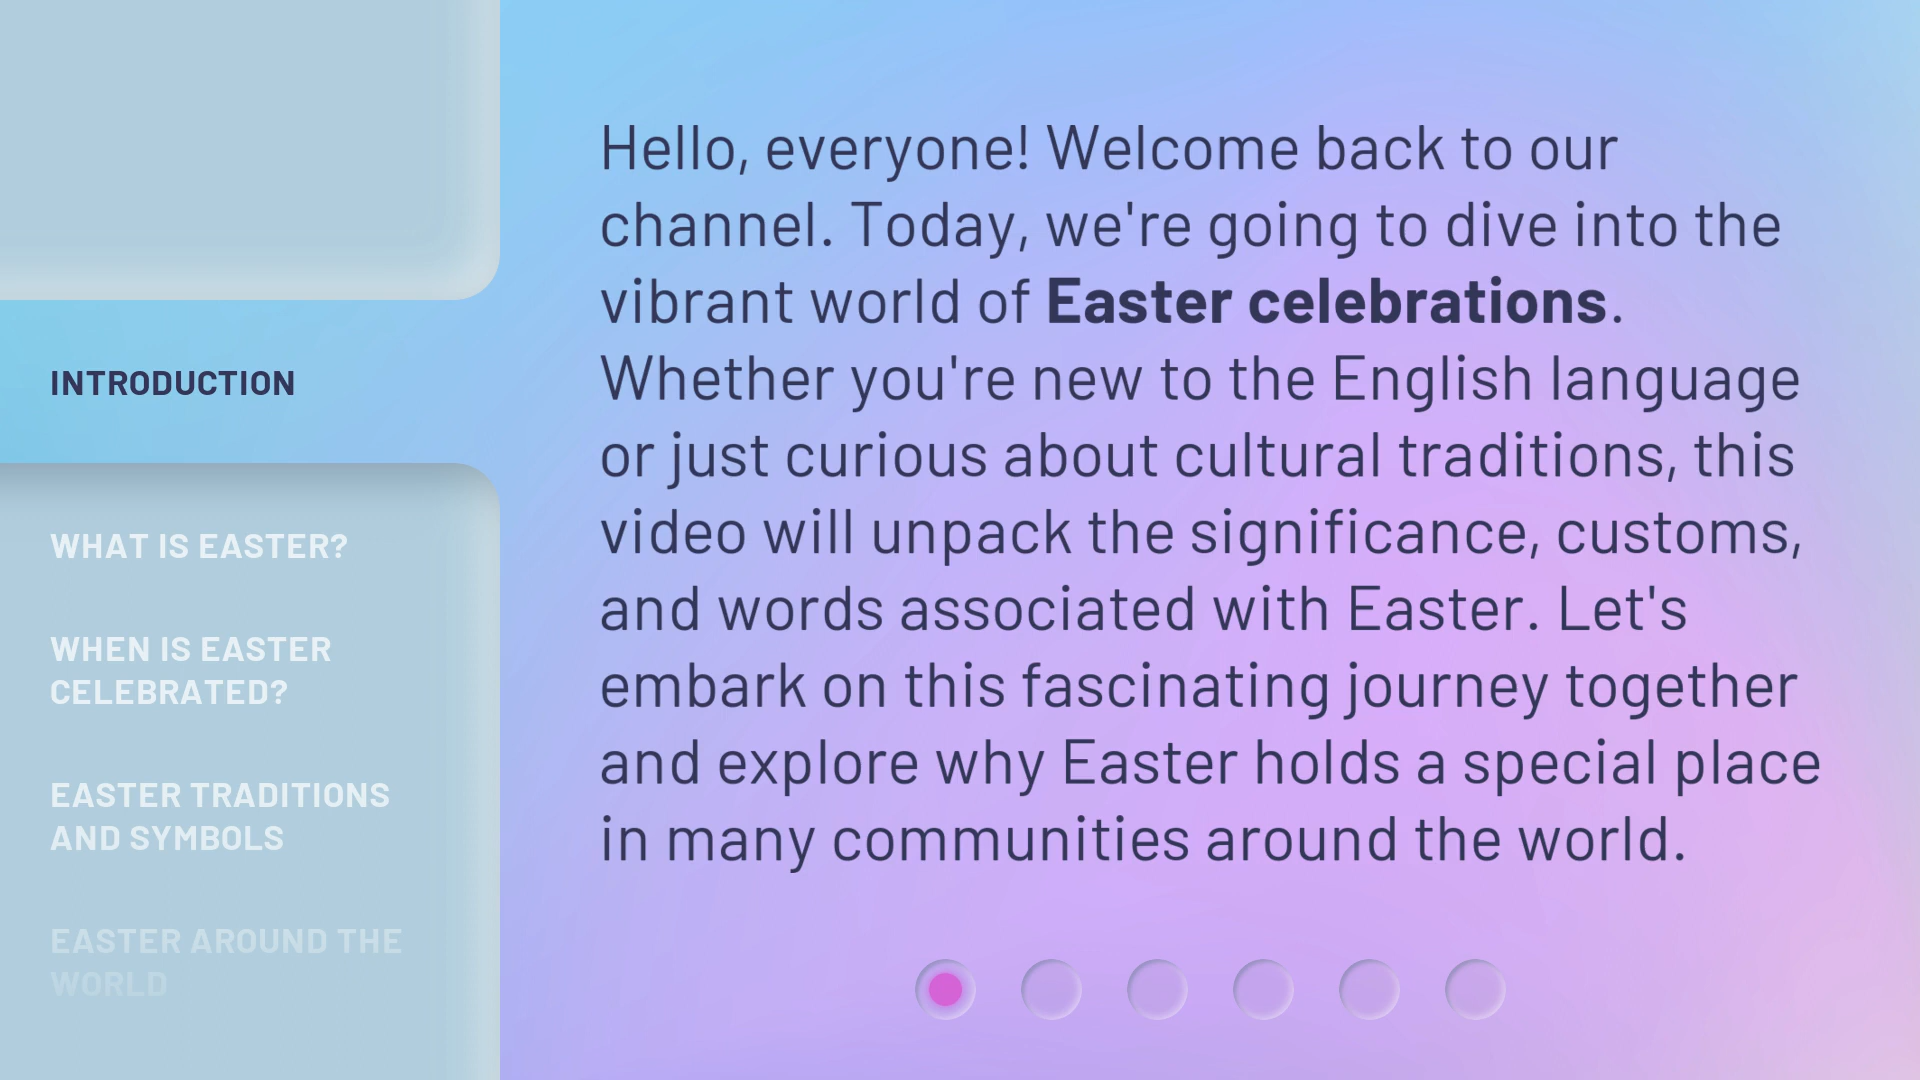 INTRODUCTION
WHAT IS EASTER?
WHEN IS EASTER
CELEBRATED?
EASTER TRADITIONS
AND SYMBOLS
EASTER AROUND THE
WORLD
Hello, everyone! Welcome back to our
channel. Today, we're going to dive into the
vibrant world of Easter celebrations.
Whether you're new to the English language
or just curious about cultural traditions, this
video will unpack the significance, customs,
and words associated with Easter. Let's
embark on this fascinating journey together
and explore why Easter holds a special place
in many communities around the world.